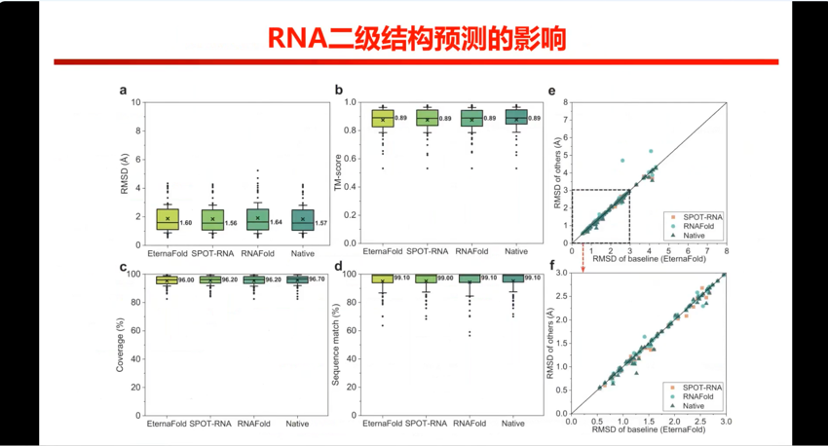 RNA二级结构预测的影响
a
10
8
6
4
2
0
RMSD (Å)
1.60
1.56
1.64
1.57
EternaFold SPOT-RNA RNAFold Native
b
1.0
0.8
0.6
0.4
0.2
0.0
TM-score
0.89
0.89
0.89
0.89
EternaFold SPOT-RNA RNAFold Native
e
8
7
6
5
4
3
2
1
0
RMSD of others (Å)
SPOT-RNA
RNAFold
Native
0 1 2 3 4 5 6 7 8
RMSD of baseline (EternaFold)
c
100
80
60
40
20
0
Coverage (%)
96.00
96.20
96.20
96.70
EternaFold SPOT-RNA RNAFold Native
d
100
80
60
40
20
0
Sequence match (%)
99.10
99.00
99.10
99.10
EternaFold SPOT-RNA RNAFold Native
f
3.0
2.5
2.0
1.5
1.0
0.5
0.0
RMSD of others (Å)
SPOT-RNA
RNAFold
Native
0.0 0.5 1.0 1.5 2.0 2.5 3.0
RMSD of baseline (EternaFold)